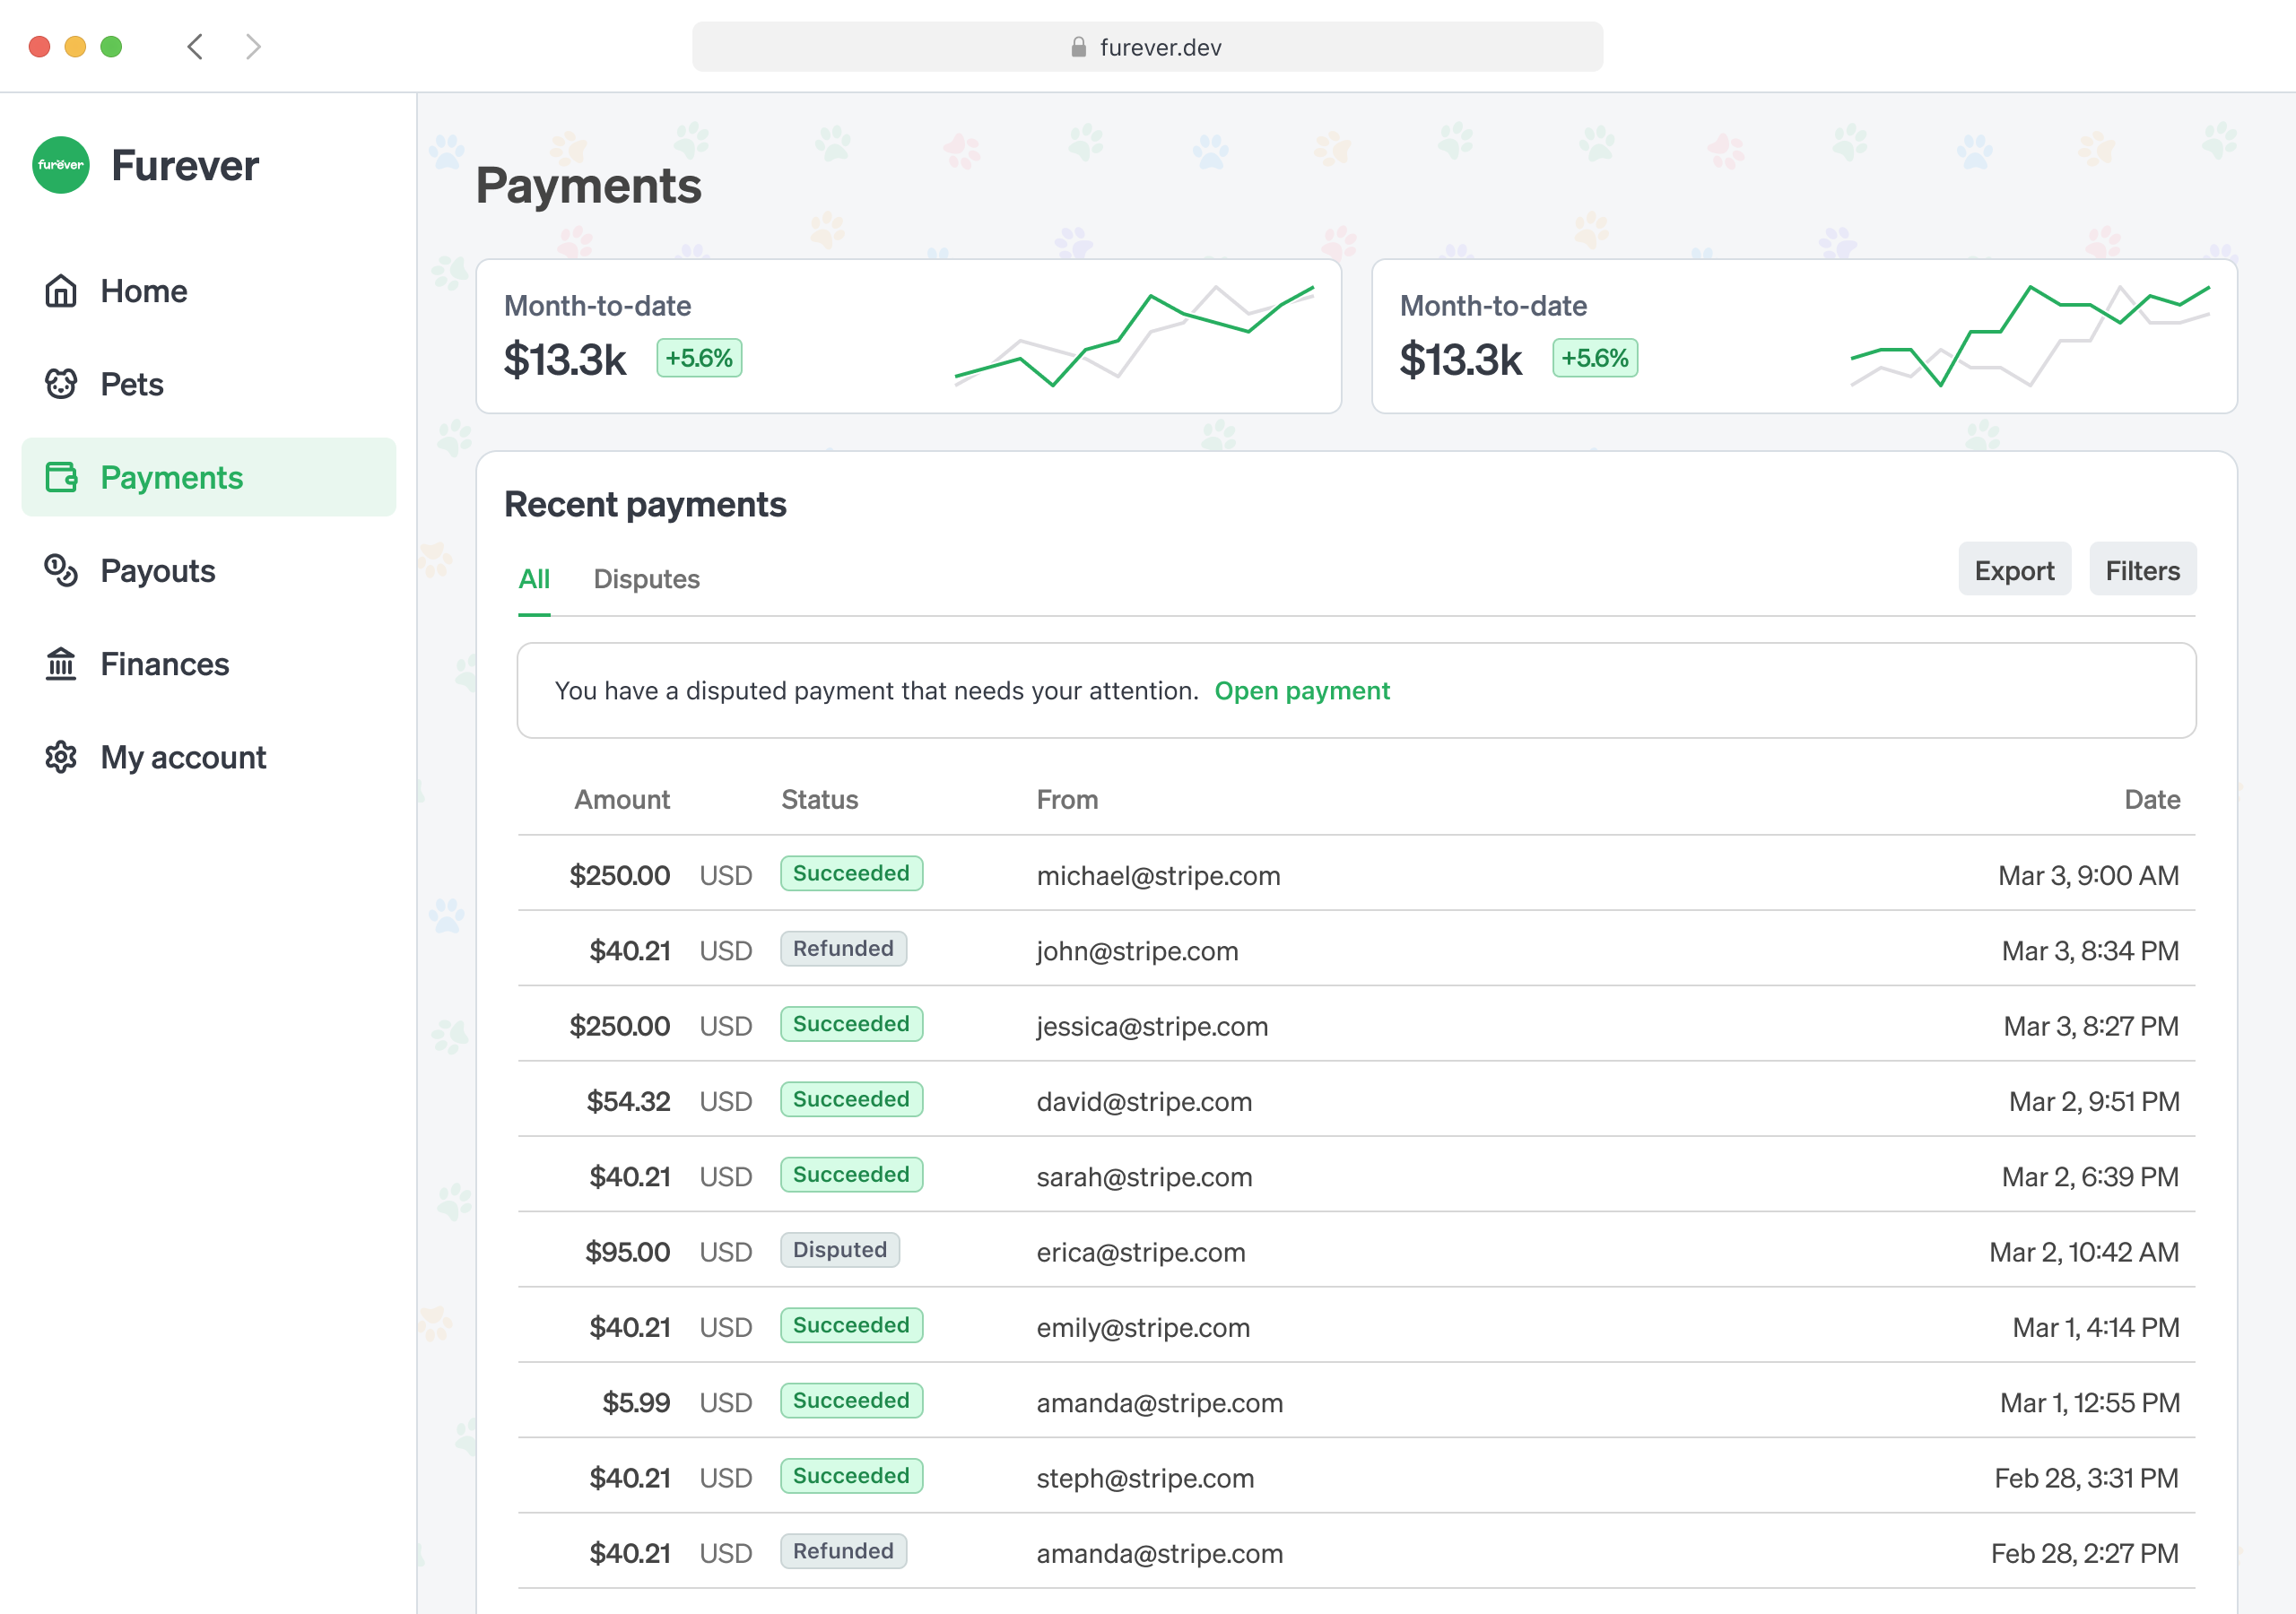 furever.dev
furever Furever
Home
Pets
Payments
Payouts
Finances
My account
Payments
Month-to-date
$13.3k +5.6%
Month-to-date
$13.3k +5.6%
Recent payments
All Disputes Export Filters
You have a disputed payment that needs your attention. Open payment
Amount Status From Date
$250.00 USD Succeeded michael@stripe.com Mar 3, 9:00 AM
$40.21 USD Refunded john@stripe.com Mar 3, 8:34 PM
$250.00 USD Succeeded jessica@stripe.com Mar 3, 8:27 PM
$54.32 USD Succeeded david@stripe.com Mar 2, 9:51 PM
$40.21 USD Succeeded sarah@stripe.com Mar 2, 6:39 PM
$95.00 USD Disputed erica@stripe.com Mar 2, 10:42 AM
$40.21 USD Succeeded emily@stripe.com Mar 1, 4:14 PM
$5.99 USD Succeeded amanda@stripe.com Mar 1, 12:55 PM
$40.21 USD Succeeded steph@stripe.com Feb 28, 3:31 PM
$40.21 USD Refunded amanda@stripe.com Feb 28, 2:27 PM